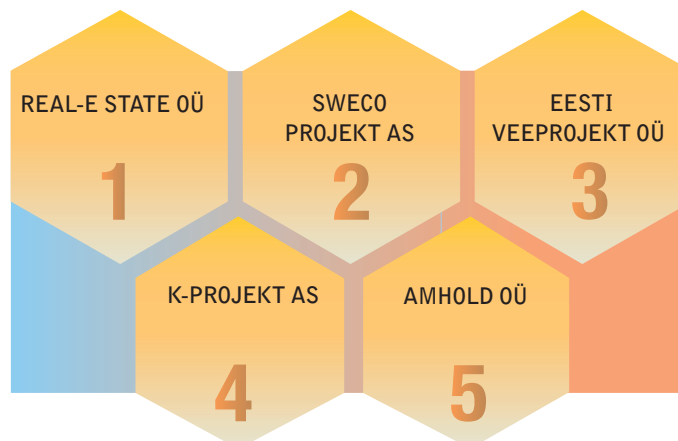 REAL-E STATE OÜ
1
SWECO
PROJEKT AS
2
EESTI
VEEPROJEKT OÜ
3
K-PROJEKT AS
4
AMHOLD OÜ
5